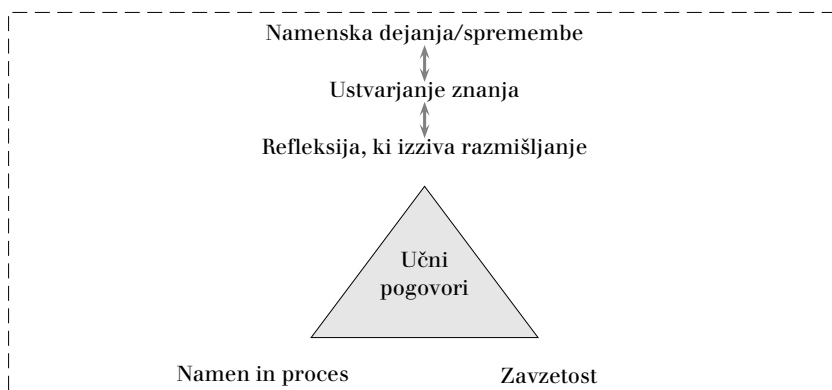 Namenska dejanja/spremembe
Ustvarjanje znanja
Refleksija, ki izziva razmišljanje
Učni
pogovori
Namen in proces
Zavzetost